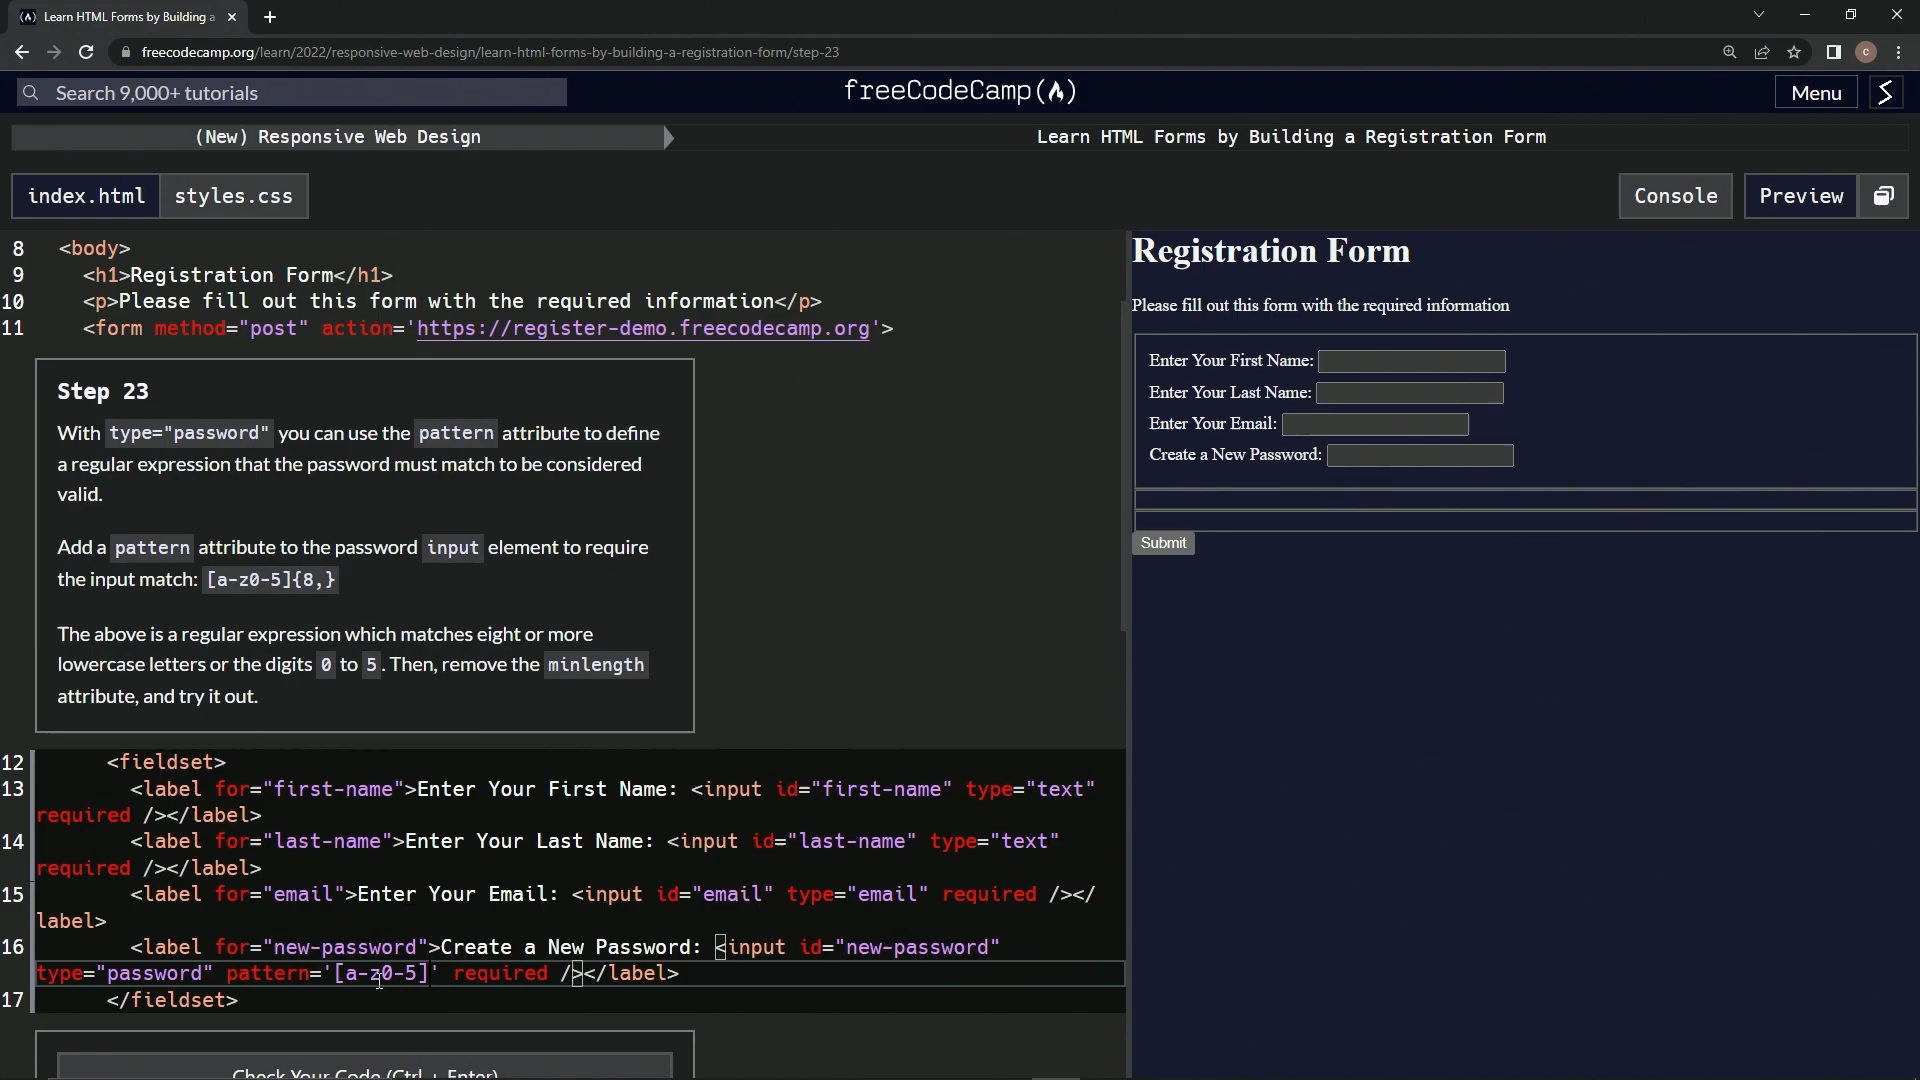 Learn HTML Forms by Building a
freecodecamp.org/learn/2022/responsive-web-design/learn-html-forms-by-building-a-registration-form/step-23
c
Search 9,000+ tutorials
freeCodeCamp
Menu
(New) Responsive Web Design
Learn HTML Forms by Building a Registration Form
index.html
styles.css
Console
Preview
8 <body>
9 <h1>Registration Form</h1>
10 <p>Please fill out this form with the required information</p>
11 <form method="post" action='https://register-demo.freecodecamp.org'>
Step 23
With type="password" you can use the pattern attribute to define
a regular expression that the password must match to be considered
valid.
Add a pattern attribute to the password input element to require
the input match: [a-z0-5]{8,}
The above is a regular expression which matches eight or more
lowercase letters or the digits 0 to 5. Then, remove the minlength
attribute, and try it out.
12 <fieldset>
13 <label for="first-name">Enter Your First Name: <input id="first-name" type="text"
required /></label>
14 <label for="last-name">Enter Your Last Name: <input id="last-name" type="text"
required /></label>
15 <label for="email">Enter Your Email: <input id="email" type="email" required /></
label>
16 <label for="new-password">Create a New Password: <input id="new-password"
type="password" pattern='[a-z0-5]' required /></label>
17 </fieldset>
Check Your Code (Ctrl + Enter)
Registration Form
Please fill out this form with the required information
Enter Your First Name:
Enter Your Last Name:
Enter Your Email:
Create a New Password:
Submit